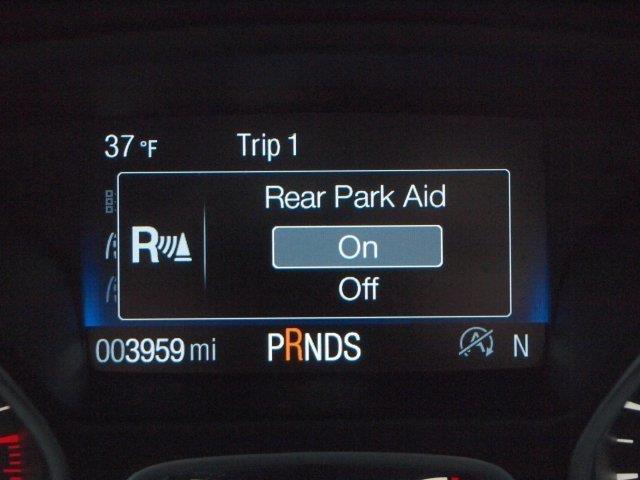 37 °F Trip 1
Rear Park Aid
R
On
Off
003959 mi PRNDS A N